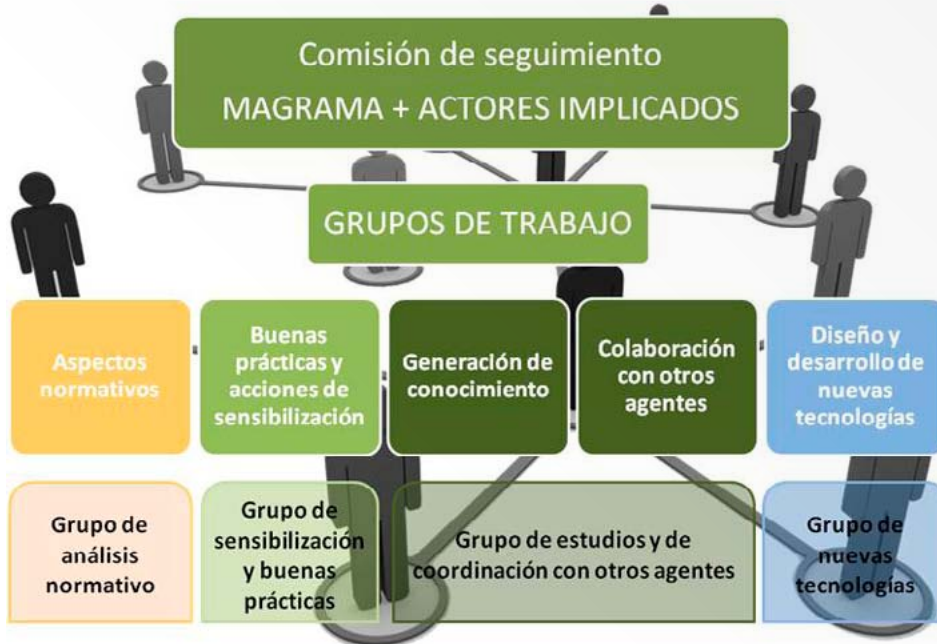 Comisión de seguimiento
MAGRAMA + ACTORES IMPLICADOS
GRUPOS DE TRABAJO
Aspectos
normativos
Buenas
prácticas y
acciones de
sensibilización
Generación de
conocimiento
Colaboración
con otros
agentes
Diseño y
desarrollo de
nuevas
tecnologías
Grupo de
análisis
normativo
Grupo de
sensibilización
y buenas
prácticas
Grupo de estudios y de
coordinación con otros agentes
Grupo de
nuevas
tecnologías